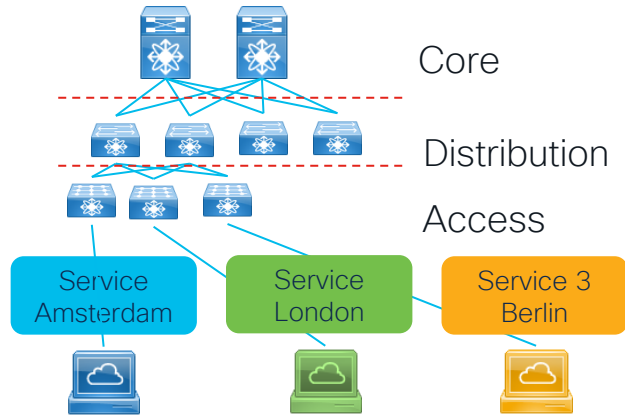 Core
Distribution
Access
Service
Amsterdam
Service
London
Service 3
Berlin